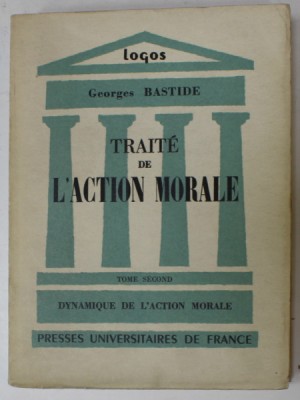 logos
Georges BASTIDE
TRAITÉ
DE
L'ACTION MORALE
TOME SECOND
DYNAMIQUE DE L'ACTION MORALE
PRESSES UNIVERSITAIRES DE FRANCE